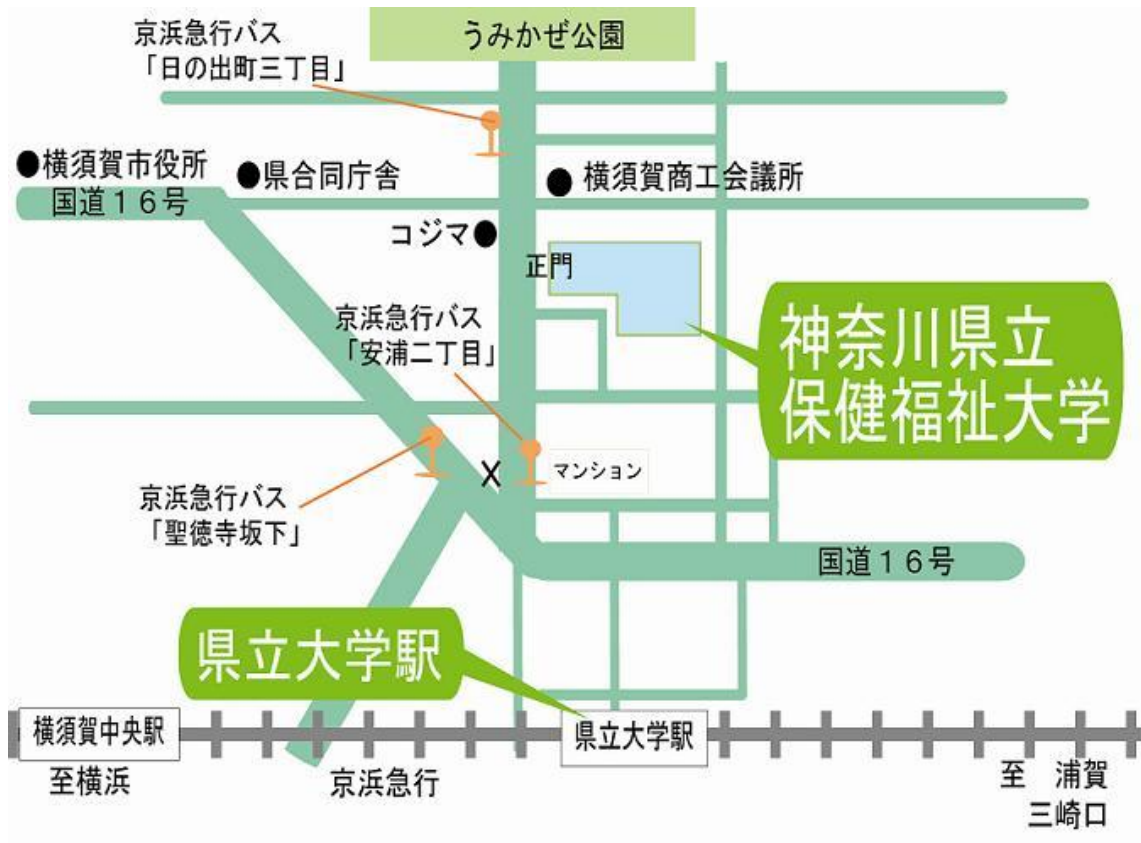 京浜急行バス
「日の出町三丁目」
うみかぜ公園
●横須賀市役所
国道１６号
●県合同庁舎
●横須賀商工会議所
コジマ●
正門
京浜急行バス
「安浦二丁目」
神奈川県立
保健福祉大学
X
マンション
京浜急行バス
「聖徳寺坂下」
国道１６号
県立大学駅
横須賀中央駅
県立大学駅
至横浜
京浜急行
至　浦賀
三崎口